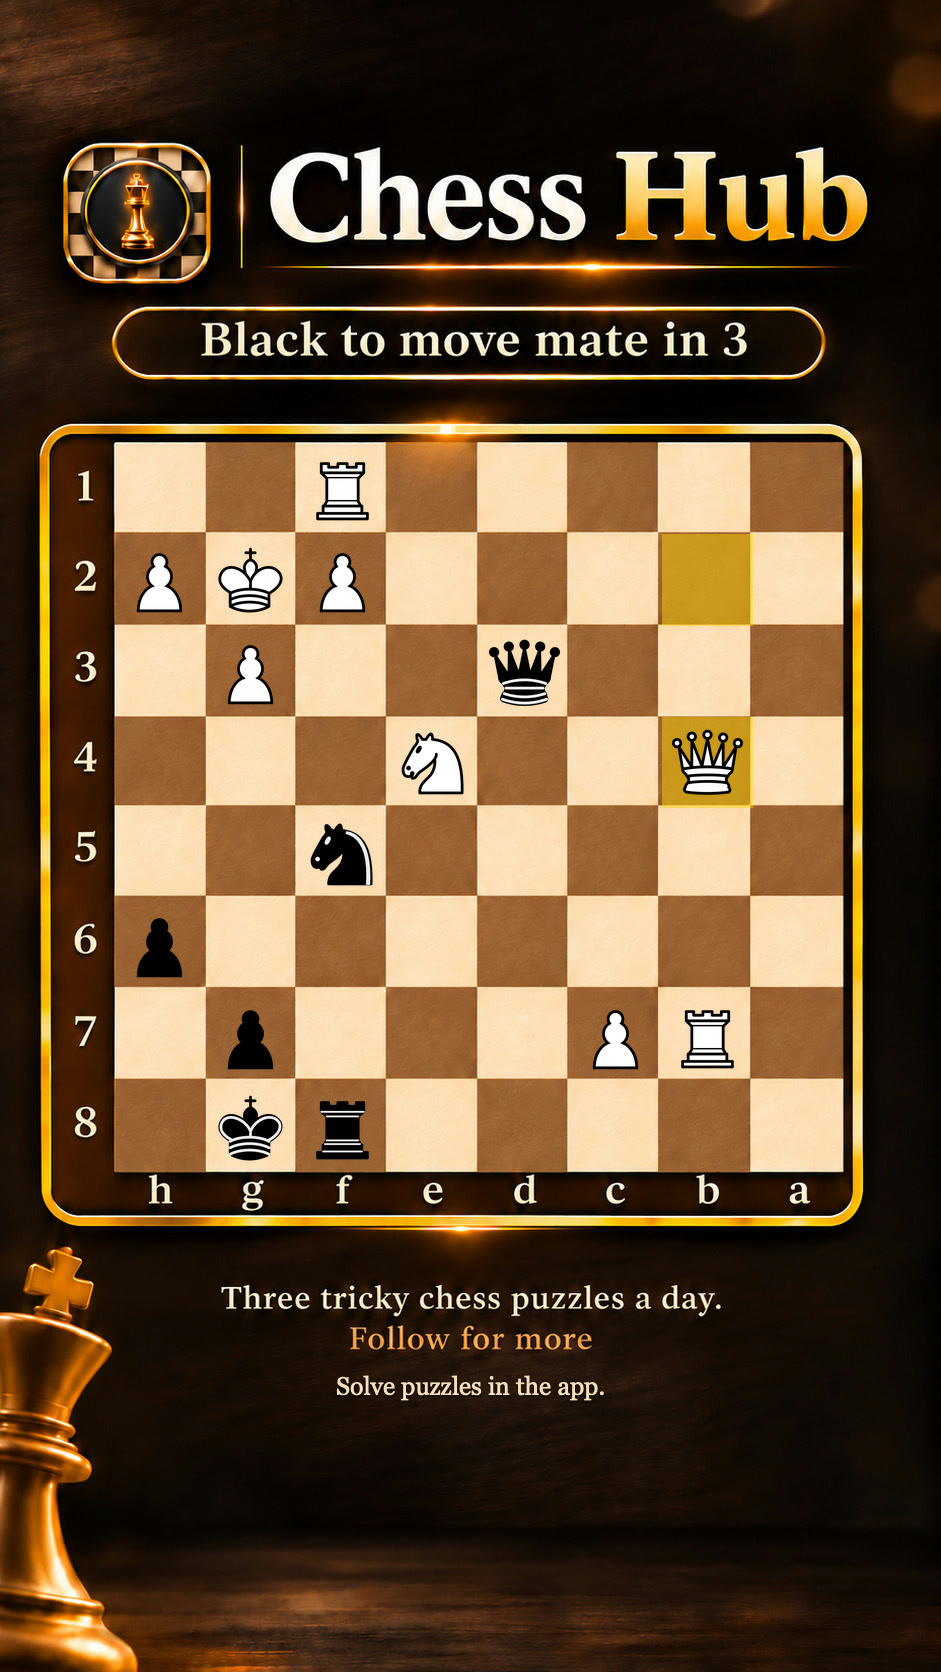 Chess Hub
Black to move mate in 3
1
2
3
4
5
6
7
8
h g f e d c b a
Three tricky chess puzzles a day.
Follow for more
Solve puzzles in the app.